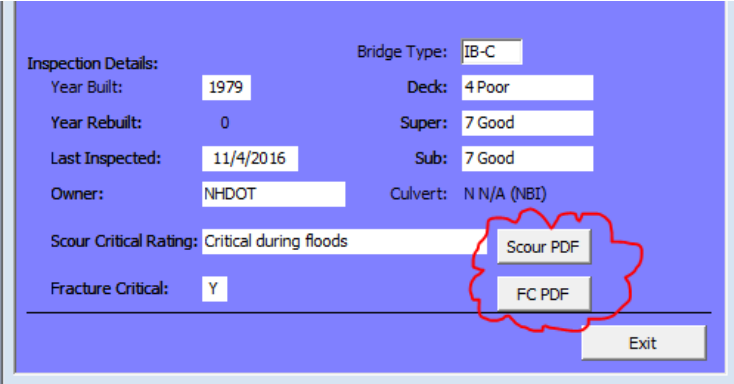 Bridge Type: IB-C
Inspection Details:
Year Built: 1979 Deck: 4 Poor
Year Rebuilt: 0 Super: 7 Good
Last Inspected: 11/4/2016 Sub: 7 Good
Owner: NHDOT Culvert: N N/A (NBI)
Scour Critical Rating: Critical during floods Scour PDF
Fracture Critical: Y FC PDF
Exit